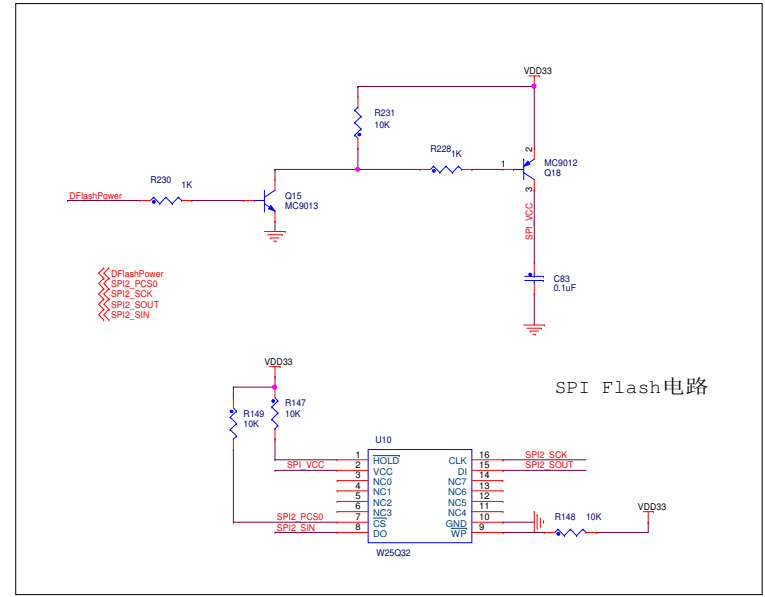 VDD33
R231
10K
R228
1K
1
2
3
MC9012
Q18
R230
1K
DFlashPower
Q15
MC9013
SPI_VCC
C83
0.1uF
DFlashPower
SPI2_PCS0
SPI2_SCK
SPI2_SOUT
SPI2_SIN
SPI Flash电路
VDD33
R149
10K
R147
10K
U10
1 HOLD CLK 16 SPI2_SCK
SPI_VCC 2 VCC DI 15 SPI2_SOUT
3 NC0 NC7 14
4 NC1 NC6 13
5 NC2 NC5 12
6 NC3 NC4 11
SPI2_PCS0 7 CS GND 10
SPI2_SIN 8 DO WP 9
R148 10K
VDD33
W25Q32